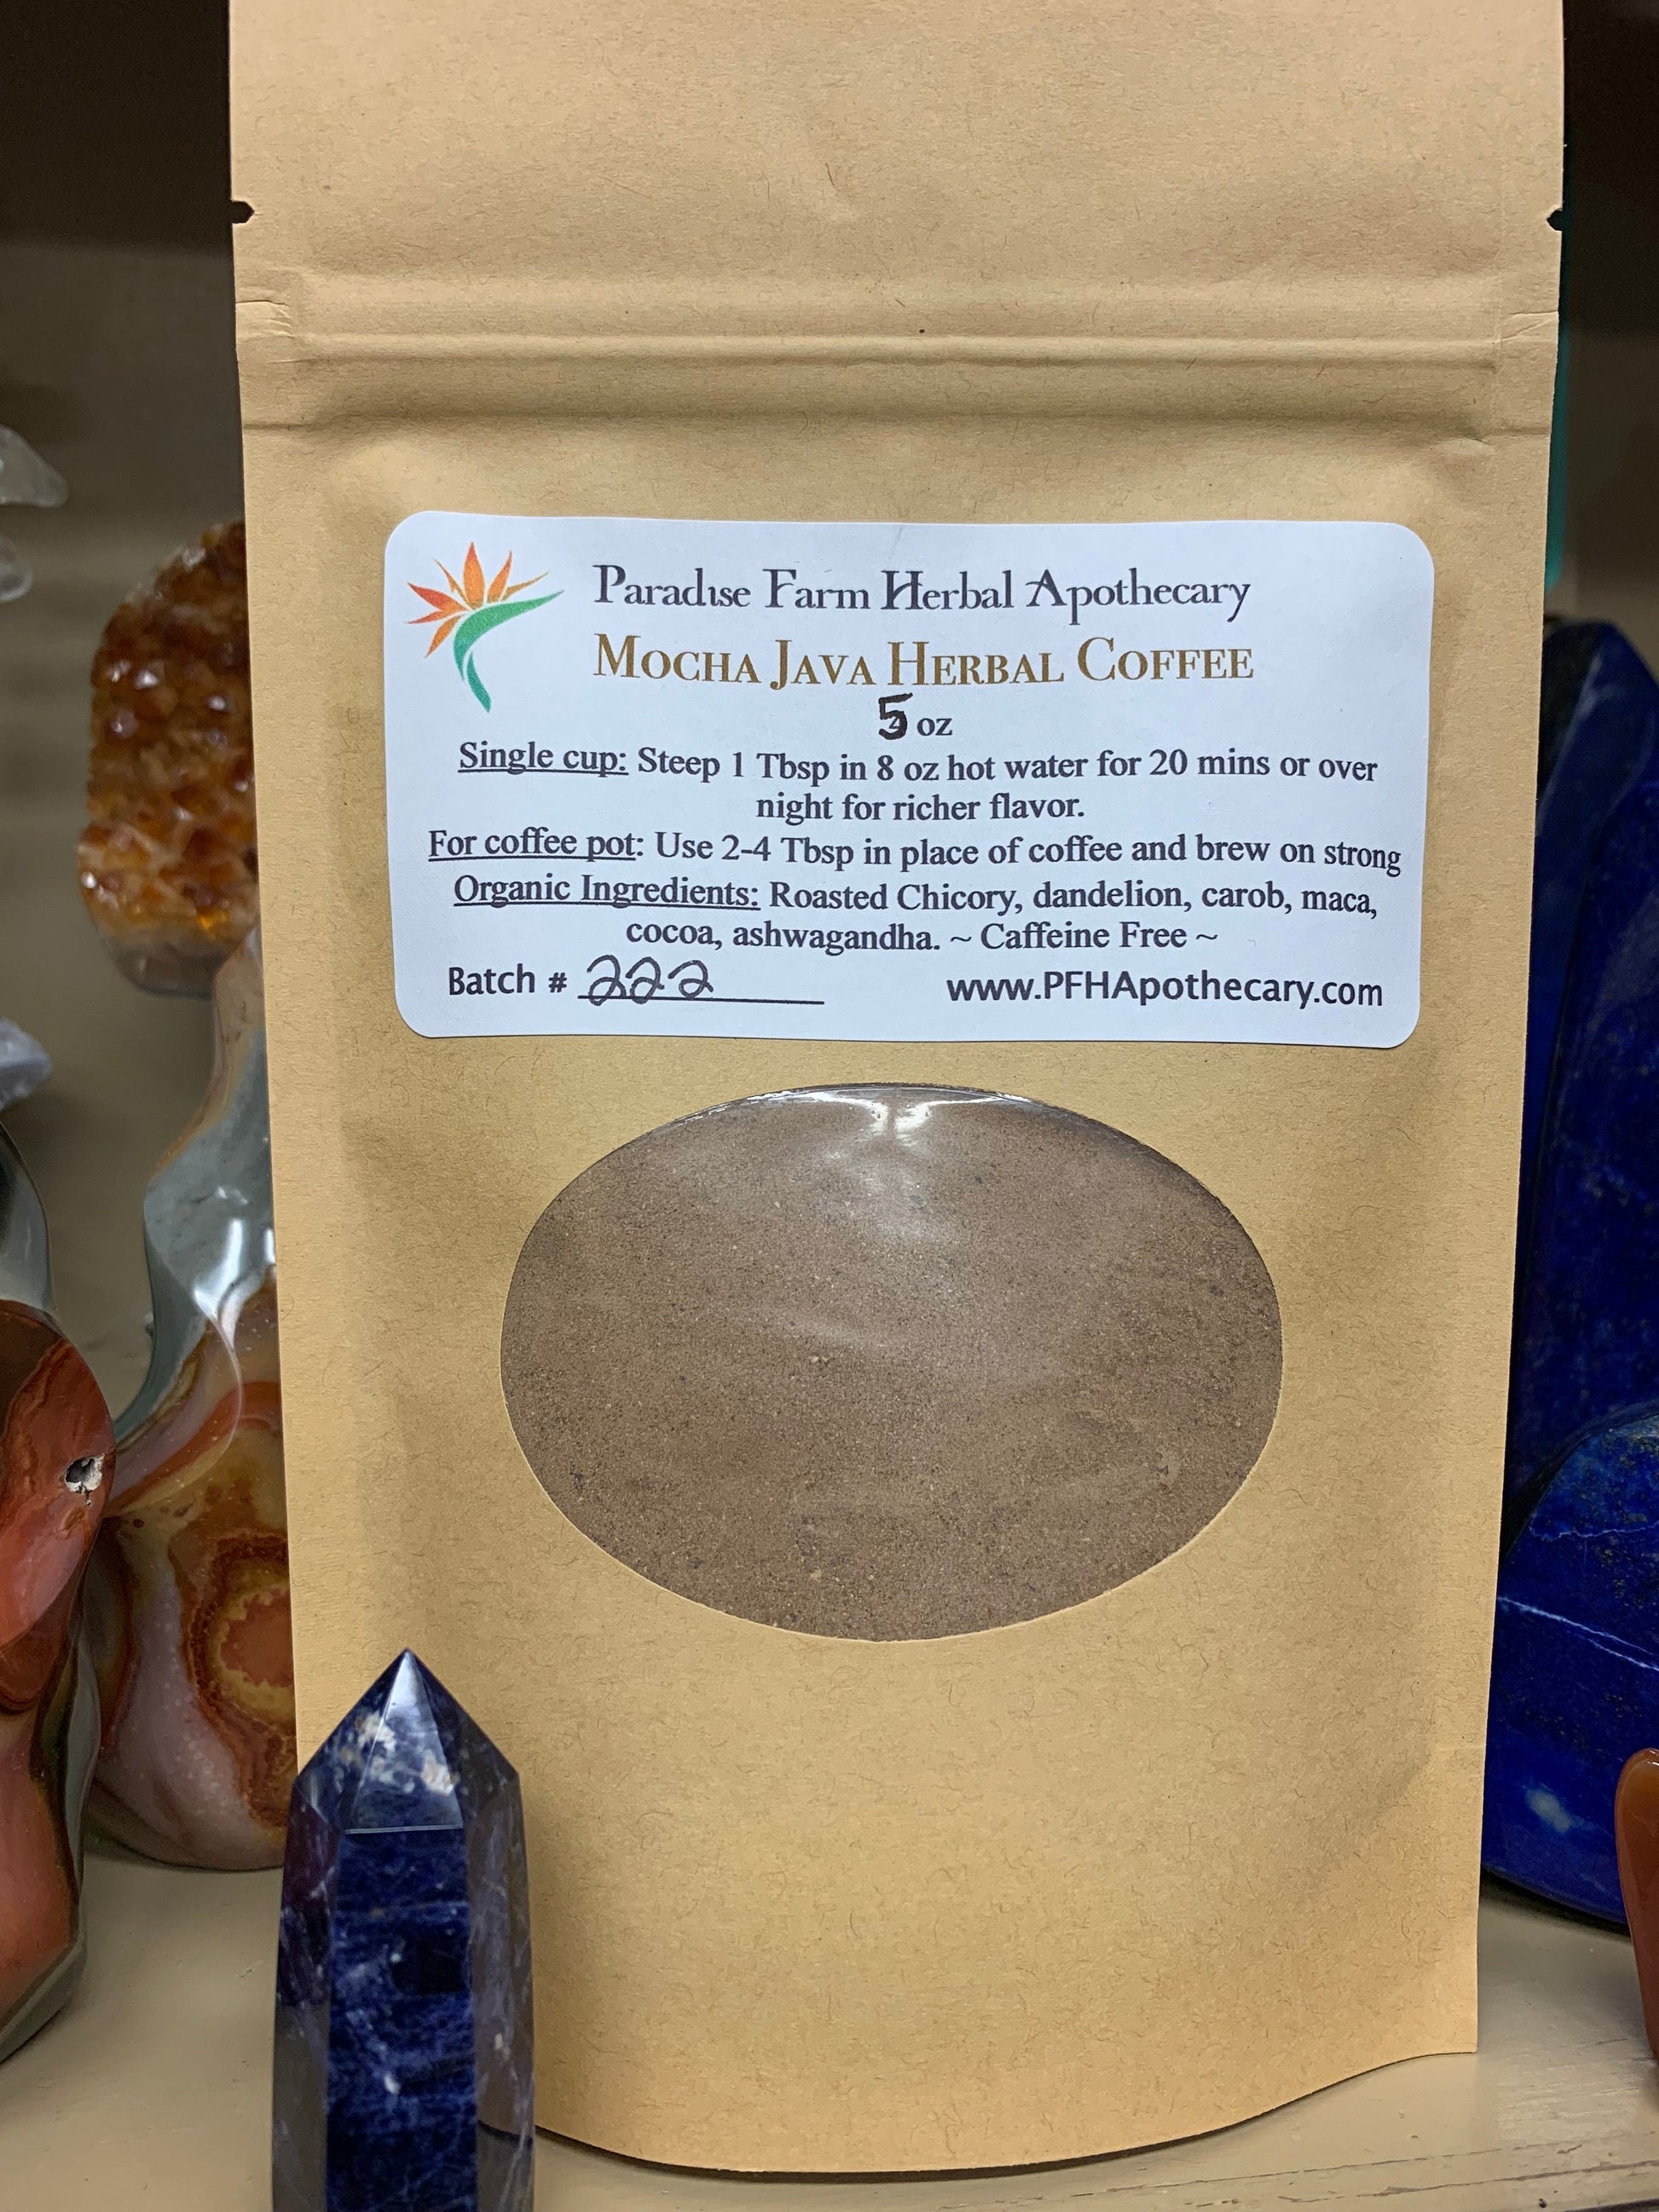 Paradise Farm Herbal Apothecary
Mocha Java Herbal Coffee
5 oz
Single cup: Steep 1 Tbsp in 8 oz hot water for 20 mins or over
night for richer flavor.
For coffee pot: Use 2-4 Tbsp in place of coffee and brew on strong
Organic Ingredients: Roasted Chicory, dandelion, carob, maca,
cocoa, ashwagandha. ~ Caffeine Free ~
Batch # 222 www.PFHApothecary.com